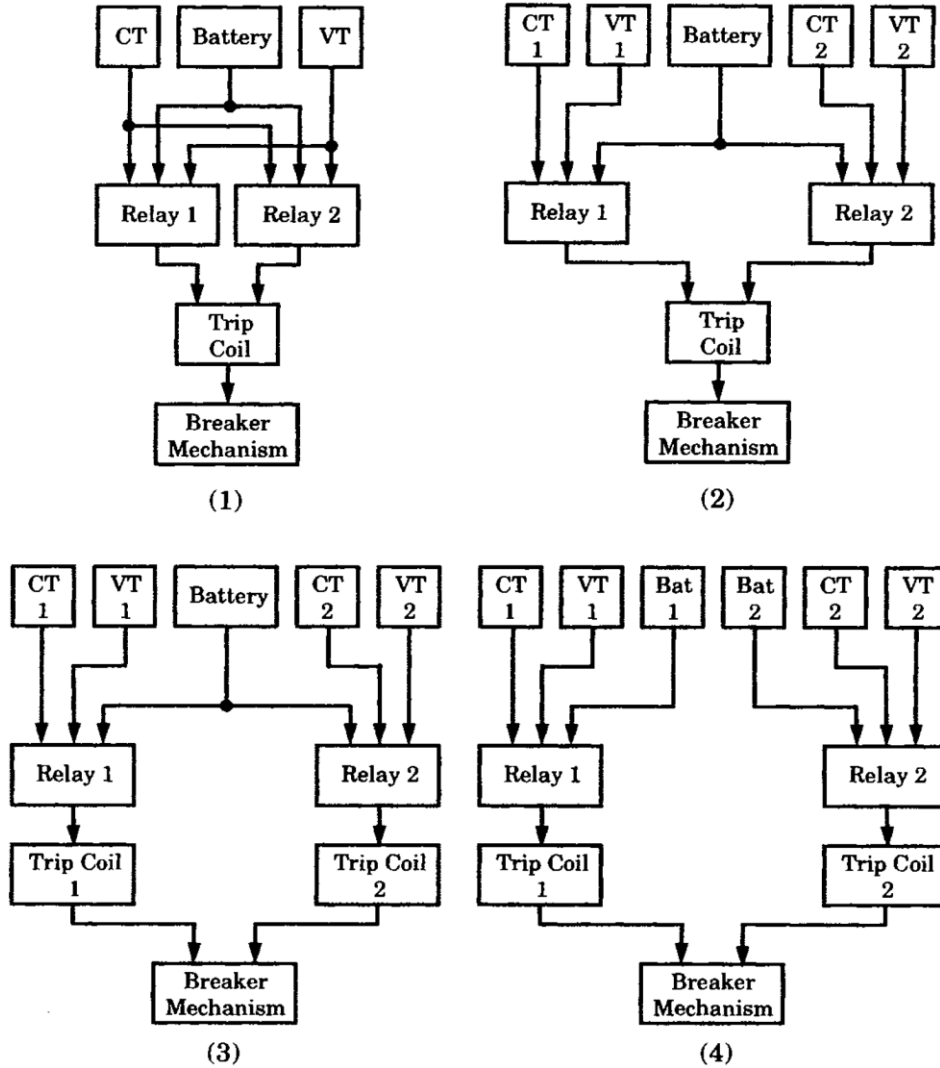 CT
Battery
VT
Relay 1
Relay 2
Trip
Coil
Breaker
Mechanism
(1)
CT
1
VT
1
Battery
CT
2
VT
2
Relay 1
Relay 2
Trip
Coil
Breaker
Mechanism
(2)
CT
1
VT
1
Battery
CT
2
VT
2
Relay 1
Relay 2
Trip Coil
1
Trip Coil
2
Breaker
Mechanism
(3)
CT
1
VT
1
Bat
1
Bat
2
CT
2
VT
2
Relay 1
Relay 2
Trip Coil
1
Trip Coil
2
Breaker
Mechanism
(4)